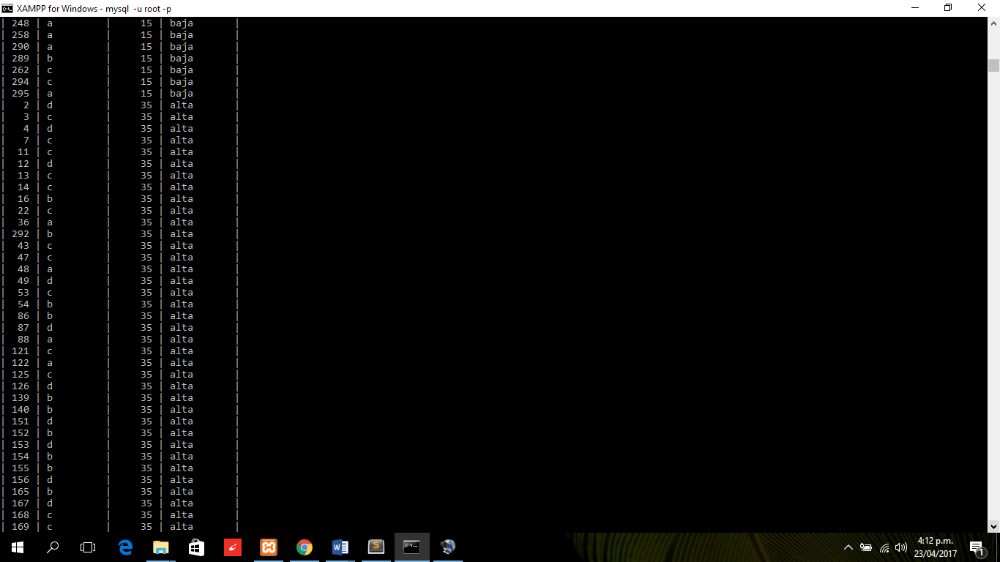 XAMPP for Windows - mysql -u root -p
| 248 | a | 15 | baja |
| 258 | a | 15 | baja |
| 290 | a | 15 | baja |
| 289 | b | 15 | baja |
| 262 | c | 15 | baja |
| 294 | c | 15 | baja |
| 295 | a | 15 | baja |
| 2 | d | 35 | alta |
| 3 | c | 35 | alta |
| 4 | d | 35 | alta |
| 7 | c | 35 | alta |
| 11 | c | 35 | alta |
| 12 | d | 35 | alta |
| 13 | c | 35 | alta |
| 14 | c | 35 | alta |
| 16 | b | 35 | alta |
| 22 | c | 35 | alta |
| 36 | a | 35 | alta |
| 292 | b | 35 | alta |
| 43 | c | 35 | alta |
| 47 | c | 35 | alta |
| 48 | a | 35 | alta |
| 49 | d | 35 | alta |
| 53 | c | 35 | alta |
| 54 | b | 35 | alta |
| 86 | b | 35 | alta |
| 87 | d | 35 | alta |
| 88 | a | 35 | alta |
| 121 | c | 35 | alta |
| 122 | a | 35 | alta |
| 125 | c | 35 | alta |
| 126 | d | 35 | alta |
| 139 | b | 35 | alta |
| 140 | b | 35 | alta |
| 151 | d | 35 | alta |
| 152 | b | 35 | alta |
| 153 | d | 35 | alta |
| 154 | b | 35 | alta |
| 155 | b | 35 | alta |
| 156 | d | 35 | alta |
| 165 | b | 35 | alta |
| 167 | d | 35 | alta |
| 168 | c | 35 | alta |
| 169 | c | 35 | alta |
4:12 p.m.
23/04/2017
1